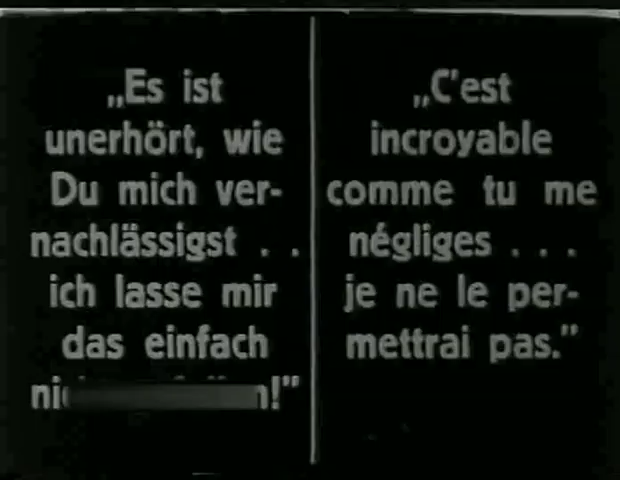 „Es ist
unerhört, wie
Du mich ver-
nachlässigst . .
ich lasse mir
das einfach
„C'est
incroyable
comme tu me
négliges . . .
je ne le per-
mettrai pas.”